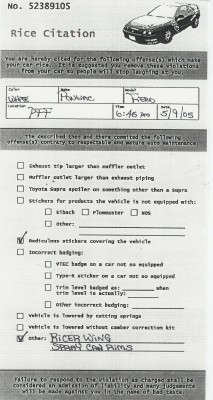 No. 52389105
Rice Citation
You are hereby cited for the following offense(s) which make
your car rice. It is suggested you remove these violations
from your car so people will stop laughing at you.
Color
Make
Model
WHITE
PONTIAC
FIERO
Location
Time
Date
PTT
6:45 am
5/9/05
The described then and there committed the following
offense(s) contrary to respectable and mature auto maintenance:
Exhaust tip larger than muffler outlet
Muffler outlet larger than exhaust piping
Toyota Supra spoiler on something other than a Supra
Stickers for products the vehicle is not equipped with:
Eibach
Flowmaster
NOS
Other:
Rediculous stickers covering the vehicle
Incorrect badging:
VTEC badge on a car not so equipped
Type-R sticker on a car not so equipped
Trim level badged as: when
trim level is actually:
Other incorrect badging:
Vehicle is lowered by cutting springs
Vehicle is lowered without camber correction kit
Other: RICER WING
SPRAY CAN RIMS
Failure to respond to the violation as charged shall be
considered an admission of liability and many judgements
will be made against you in the name of bad taste.